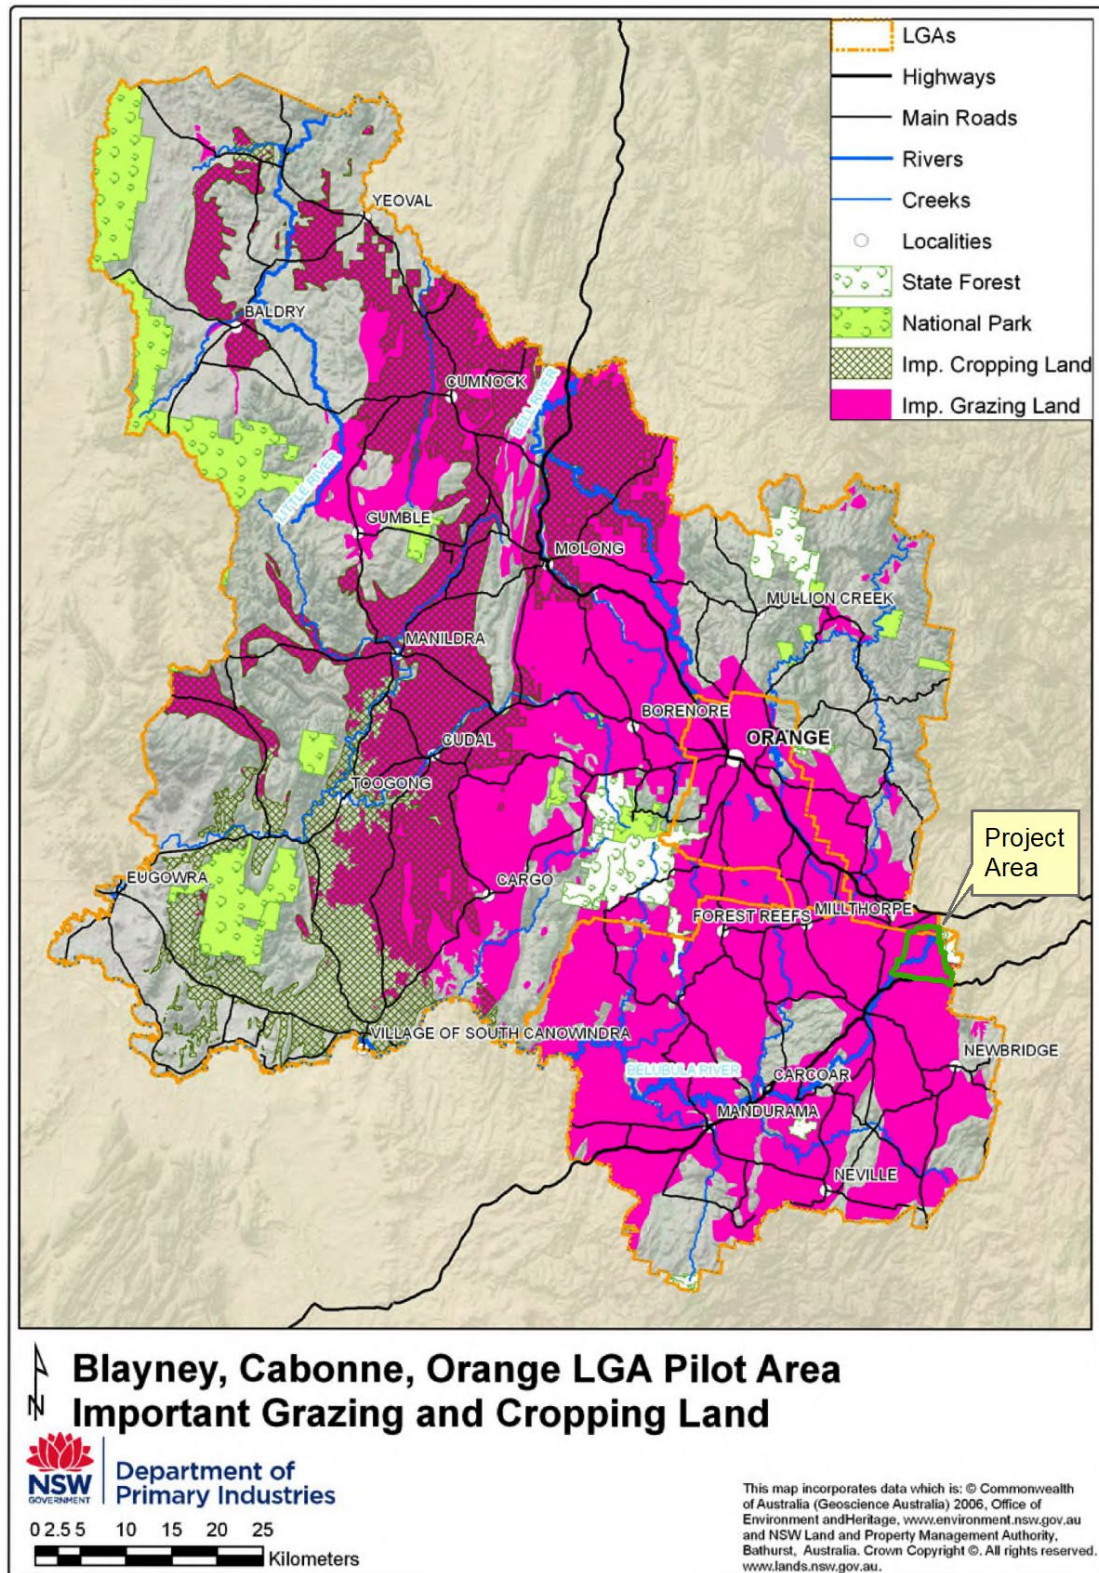 LGAs
Highways
Main Roads
Rivers
Creeks
Localities
State Forest
National Park
Imp. Cropping Land
Imp. Grazing Land
YEOVAL
BALDRY
CUMNOCK
BELL RIVER
LITTLE RIVER
GUMBLE
MOLONG
MULLION CREEK
MANILDRA
BORENORE
ORANGE
CUDAL
TOOGONG
Project
Area
EUGOWRA
CARGO
FOREST REEFS
MILLTHORPE
VILLAGE OF SOUTH CANOWINDRA
NEWBRIDGE
BELUBULA RIVER
CARCOAR
MANDURAMA
NEVILLE
N
Blayney, Cabonne, Orange LGA Pilot Area
Important Grazing and Cropping Land
NSW
GOVERNMENT
Department of
Primary Industries
0 2.5 5 10 15 20 25
Kilometers
This map incorporates data which is: © Commonwealth
of Australia (Geoscience Australia) 2006, Office of
Environment andHeritage, www.environment.nsw.gov.au
and NSW Land and Property Management Authority,
Bathurst, Australia. Crown Copyright ©. All rights reserved.
www.lands.nsw.gov.au.